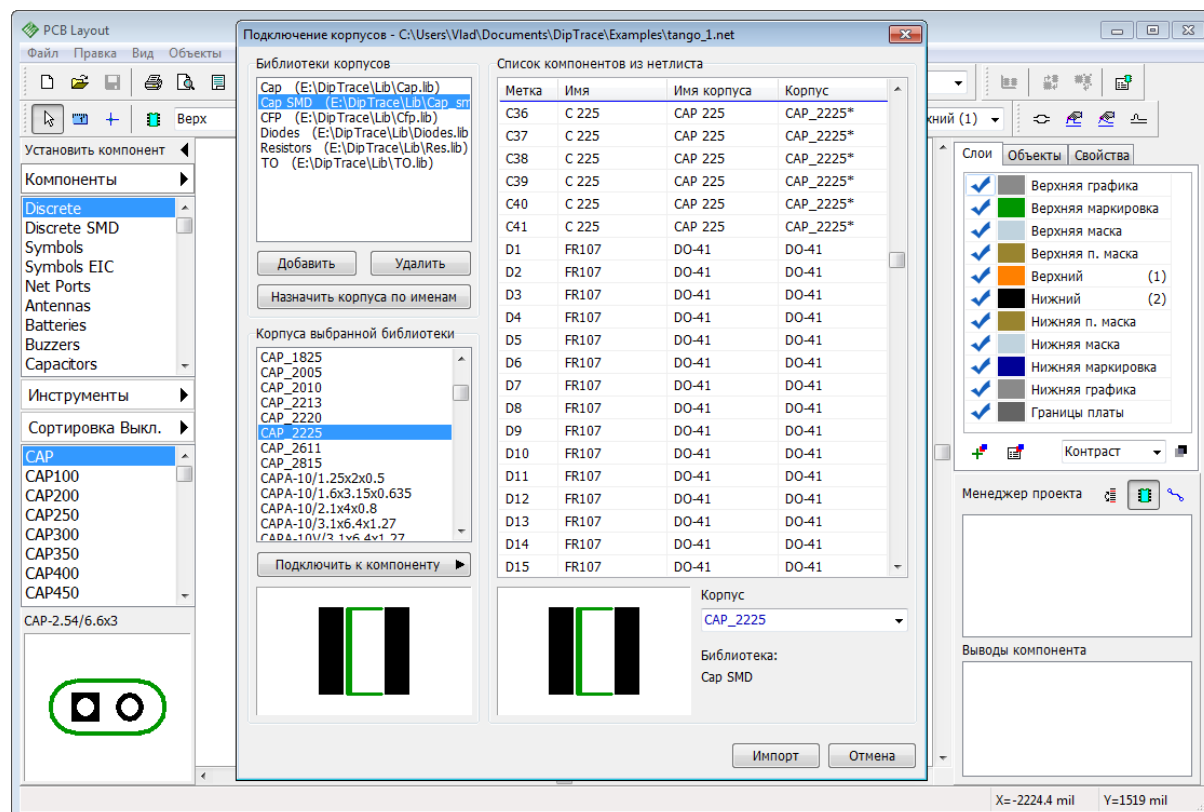 PCB Layout
Файл Правка Вид Объекты
Верх
Установить компонент
Компоненты
Discrete
Discrete SMD
Symbols
Symbols EIC
Net Ports
Antennas
Batteries
Buzzers
Capacitors
Инструменты
Сортировка Выкл.
CAP
CAP100
CAP200
CAP250
CAP300
CAP350
CAP400
CAP450
CAP-2.54/6.6x3
Подключение корпусов - C:\Users\Vlad\Documents\DipTrace\Examples\tango_1.net
Библиотеки корпусов
Cap (E:\DipTrace\Lib\Cap.lib)
Cap SMD (E:\DipTrace\Lib\Cap_sm
CFP (E:\DipTrace\Lib\Cfp.lib)
Diodes (E:\DipTrace\Lib\Diodes.lib
Resistors (E:\DipTrace\Lib\Res.lib)
TO (E:\DipTrace\Lib\TO.lib)
Добавить Удалить
Назначить корпуса по именам
Корпуса выбранной библиотеки
CAP_1825
CAP_2005
CAP_2010
CAP_2213
CAP_2220
CAP_2225
CAP_2611
CAP_2815
CAPA-10/1.25x2x0.5
CAPA-10/1.6x3.15x0.635
CAPA-10/2.1x4x0.8
CAPA-10/3.1x6.4x1.27
CAPA-10V/3.1x6.4x1.27
Подключить к компоненту
Список компонентов из нетлиста
Метка Имя Имя корпуса Корпус
C36 C 225 CAP 225 CAP_2225*
C37 C 225 CAP 225 CAP_2225*
C38 C 225 CAP 225 CAP_2225*
C39 C 225 CAP 225 CAP_2225*
C40 C 225 CAP 225 CAP_2225*
C41 C 225 CAP 225 CAP_2225*
D1 FR107 DO-41 DO-41
D2 FR107 DO-41 DO-41
D3 FR107 DO-41 DO-41
D4 FR107 DO-41 DO-41
D5 FR107 DO-41 DO-41
D6 FR107 DO-41 DO-41
D7 FR107 DO-41 DO-41
D8 FR107 DO-41 DO-41
D9 FR107 DO-41 DO-41
D10 FR107 DO-41 DO-41
D11 FR107 DO-41 DO-41
D12 FR107 DO-41 DO-41
D13 FR107 DO-41 DO-41
D14 FR107 DO-41 DO-41
D15 FR107 DO-41 DO-41
Корпус
CAP_2225
Библиотека:
Cap SMD
Импорт Отмена
хний (1)
Слои Объекты Свойства
Верхняя графика
Верхняя маркировка
Верхняя маска
Верхняя п. маска
Верхний (1)
Нижний (2)
Нижняя п. маска
Нижняя маска
Нижняя маркировка
Нижняя графика
Границы платы
Контраст
Менеджер проекта
Выводы компонента
X=-2224.4 mil Y=1519 mil